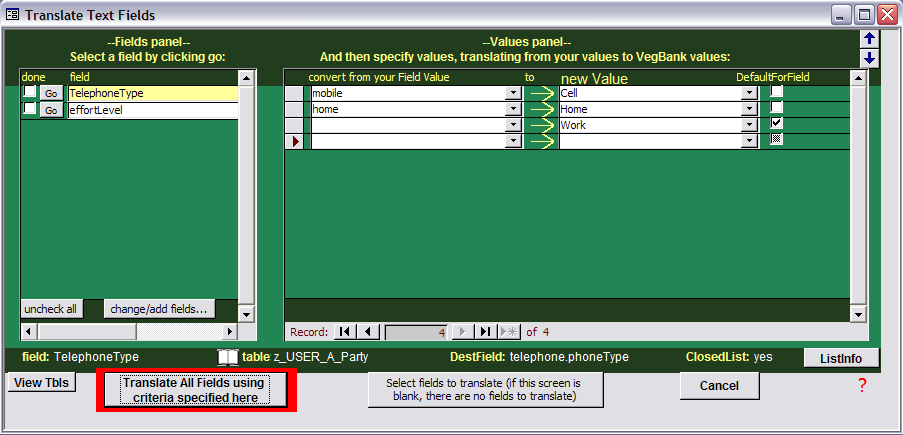 Translate Text Fields
--Fields panel--
Select a field by clicking go:
--Values panel--
And then specify values, translating from your values to VegBank values:
done field
convert from your Field Value to new Value DefaultForField
Go TelephoneType
Go effortLevel
mobile Cell
home Home
Work
uncheck all change/add fields...
Record: 4 of 4
field: TelephoneType table z_USER_A_Party DestField: telephone.phoneType ClosedList: yes ListInfo
View Tbls
Translate All Fields using
criteria specified here
Select fields to translate (if this screen is
blank, there are no fields to translate)
Cancel
?